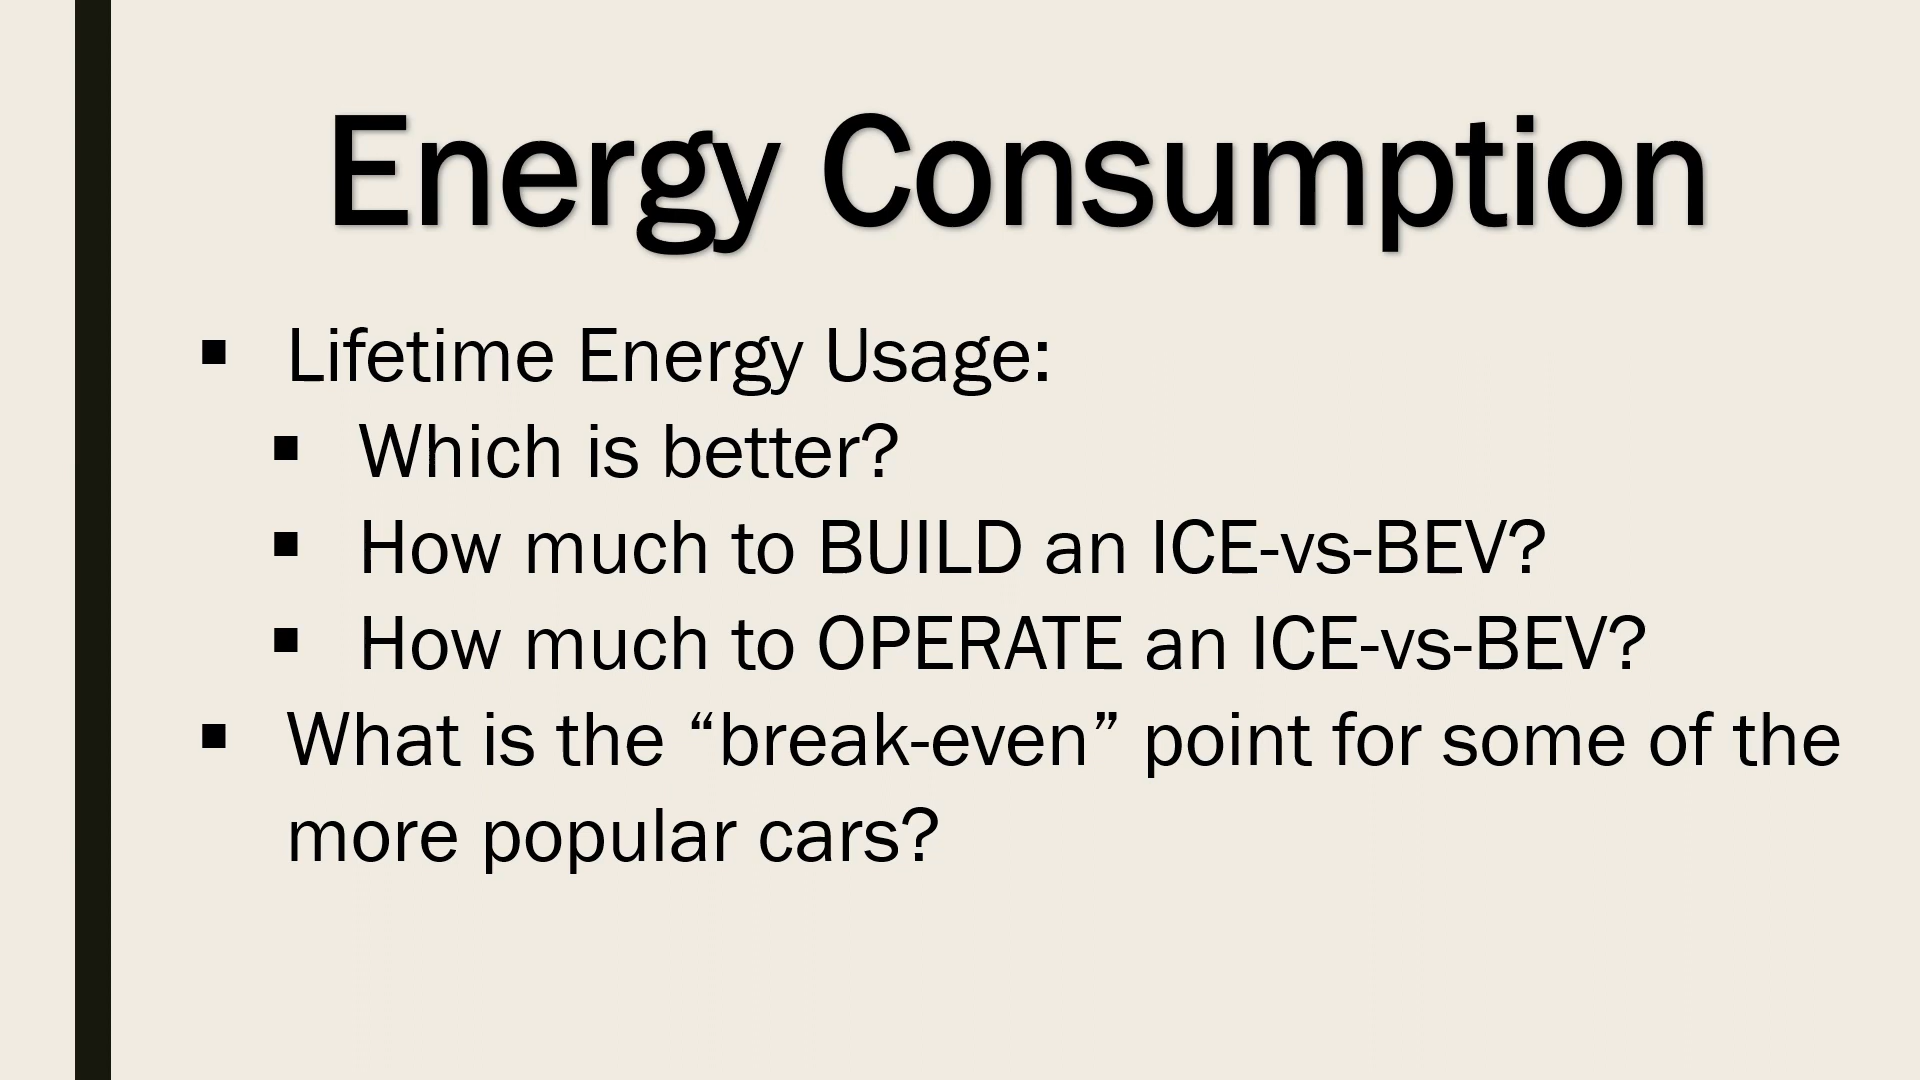 Energy Consumption
▪ Lifetime Energy Usage:
▪ Which is better?
▪ How much to BUILD an ICE-vs-BEV?
▪ How much to OPERATE an ICE-vs-BEV?
▪ What is the “break-even” point for some of the
more popular cars?